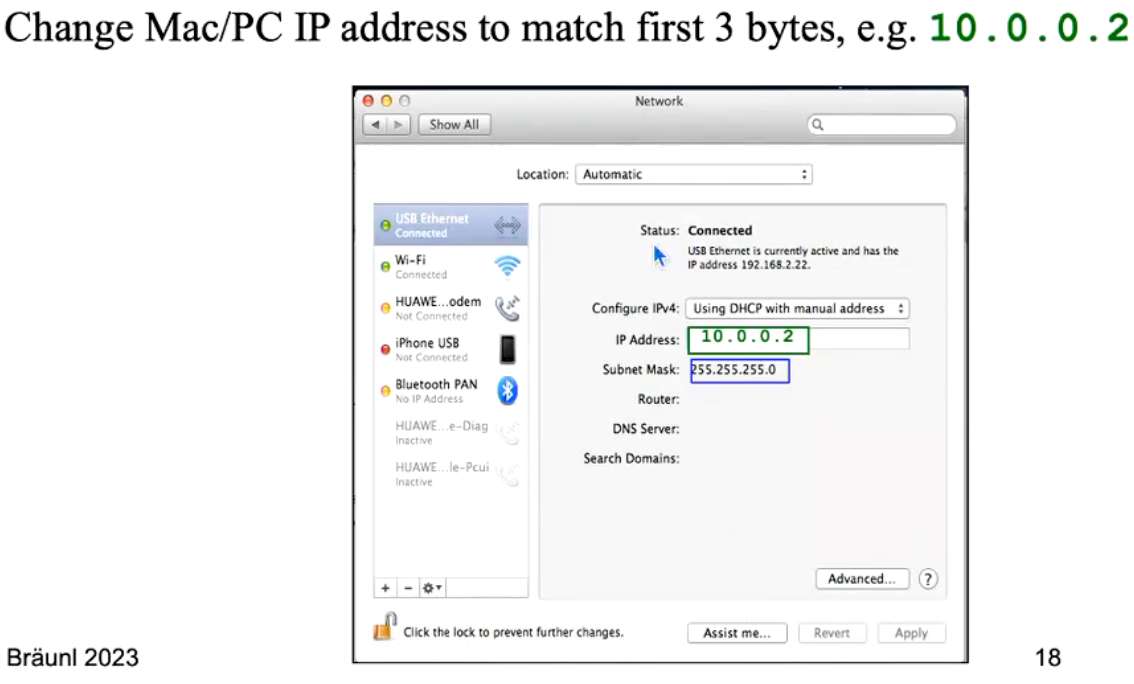 Change Mac/PC IP address to match first 3 bytes, e.g. 10.0.0.2
Network
Show All
Location: Automatic
USB Ethernet
Connected
Wi-Fi
Connected
HUAWE...odem
Not Connected
iPhone USB
Not Connected
Bluetooth PAN
No IP Address
HUAWE...e-Diag
Inactive
HUAWE...le-Pcui
Inactive
Status: Connected
USB Ethernet is currently active and has the
IP address 192.168.2.22.
Configure IPv4: Using DHCP with manual address
IP Address: 10.0.0.2
Subnet Mask: 255.255.255.0
Router:
DNS Server:
Search Domains:
Advanced... ?
Click the lock to prevent further changes.
Assist me... Revert Apply
Bräunl 2023
18